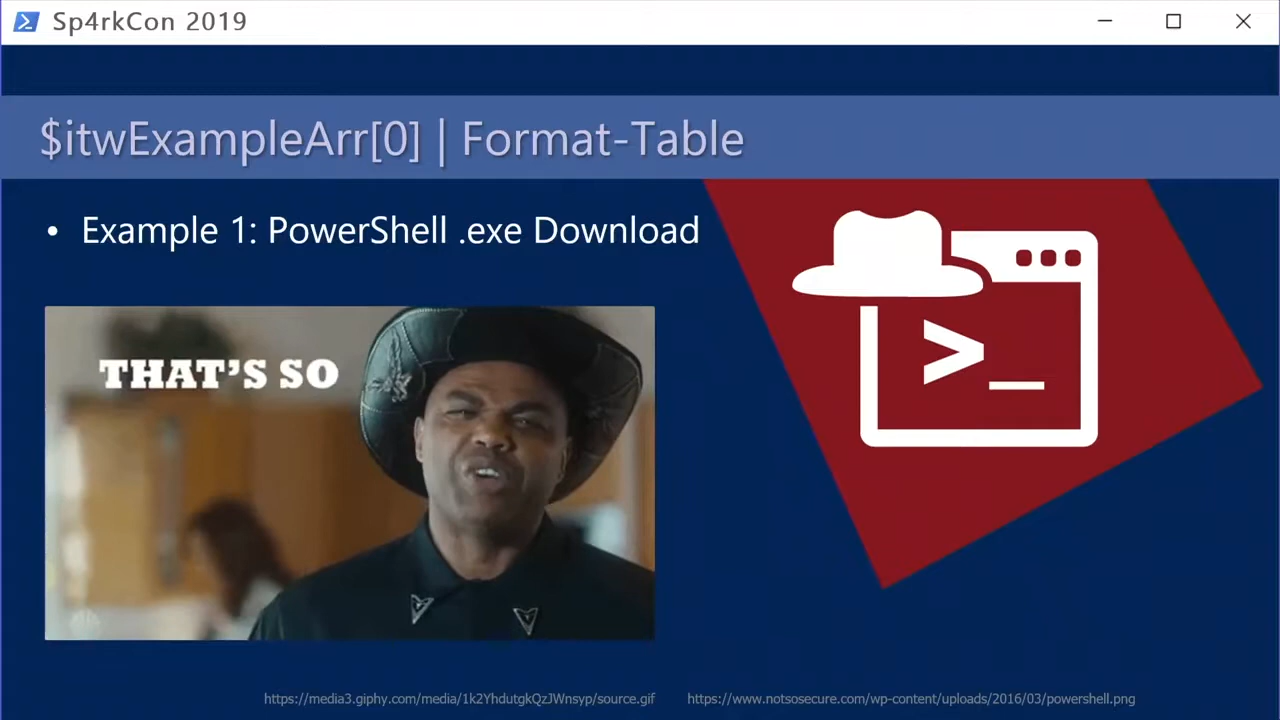 Sp4rkCon 2019
$itwExampleArr[0] | Format-Table
• Example 1: PowerShell .exe Download
THAT'S SO
>_
https://media3.giphy.com/media/1k2YhdutgkQzJWnsyp/source.gif
https://www.notsosecure.com/wp-content/uploads/2016/03/powershell.png